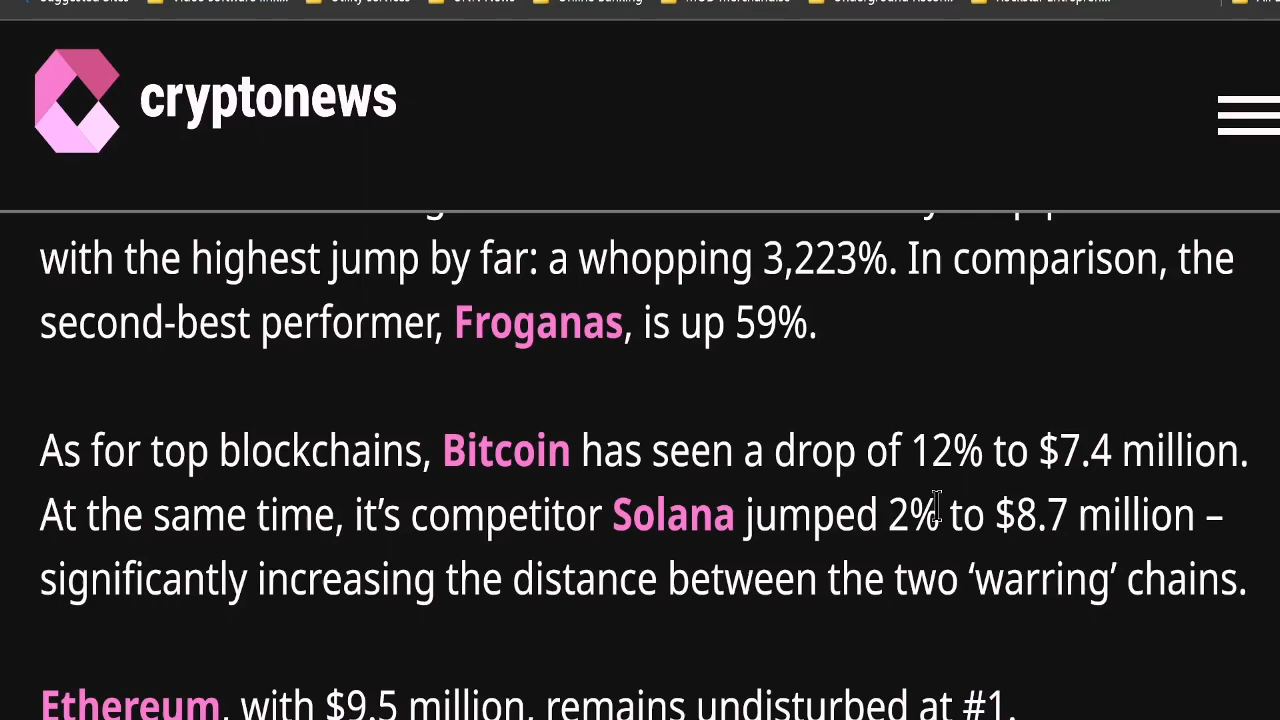 cryptonews
with the highest jump by far: a whopping 3,223%. In comparison, the
second-best performer, Froganas, is up 59%.
As for top blockchains, Bitcoin has seen a drop of 12% to $7.4 million.
At the same time, it’s competitor Solana jumped 2% to $8.7 million –
significantly increasing the distance between the two ‘warring’ chains.
Ethereum, with $9.5 million, remains undisturbed at #1.